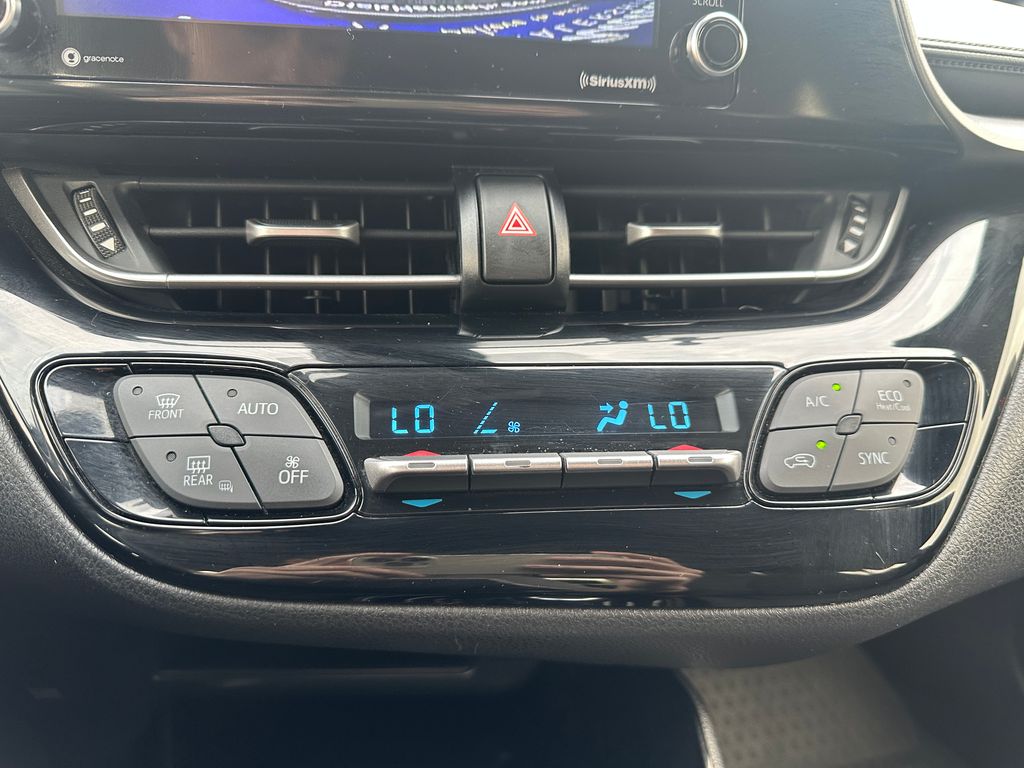 SCROLL
gracenote
SiriusXM
FRONT
AUTO
REAR
OFF
LO
LO
A/C
ECO
Heat/Cool
SYNC